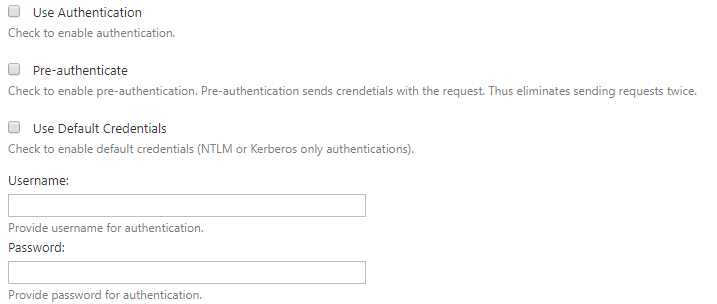 Use Authentication
Check to enable authentication.
Pre-authenticate
Check to enable pre-authentication. Pre-authentication sends crendetials with the request. Thus eliminates sending requests twice.
Use Default Credentials
Check to enable default credentials (NTLM or Kerberos only authentications).
Username:
Provide username for authentication.
Password:
Provide password for authentication.